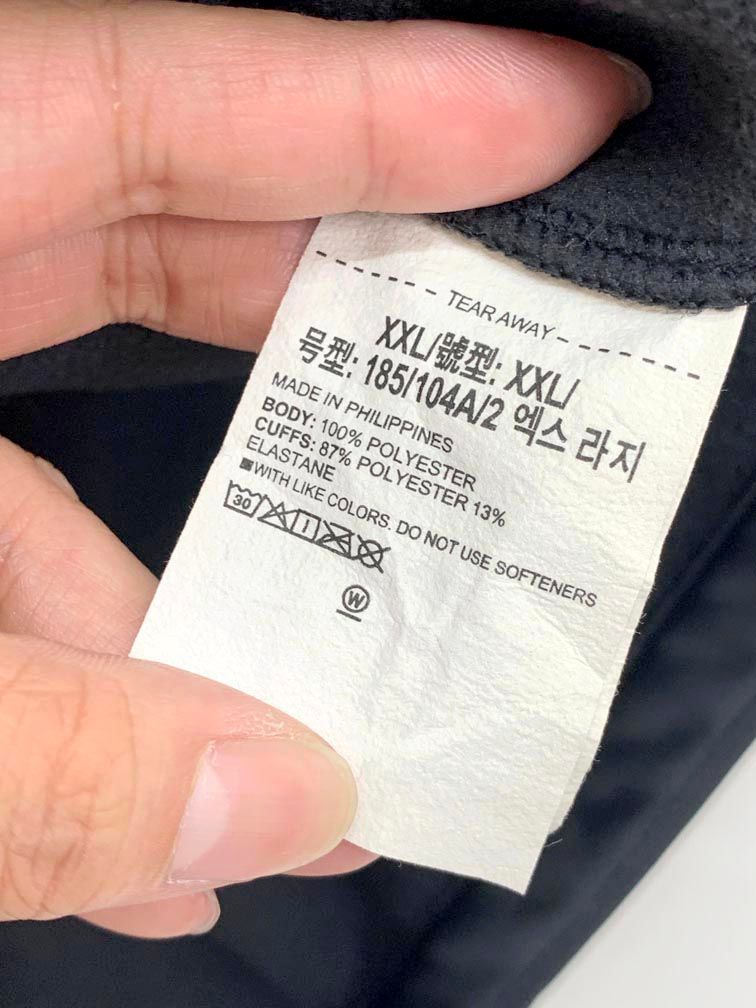 TEAR AWAY
XXL/號型: XXL/
号型: 185/104A/2 엑스 라지
MADE IN PHILIPPINES
BODY: 100% POLYESTER
CUFFS: 87% POLYESTER 13%
ELASTANE
WITH LIKE COLORS. DO NOT USE SOFTENERS
30
W